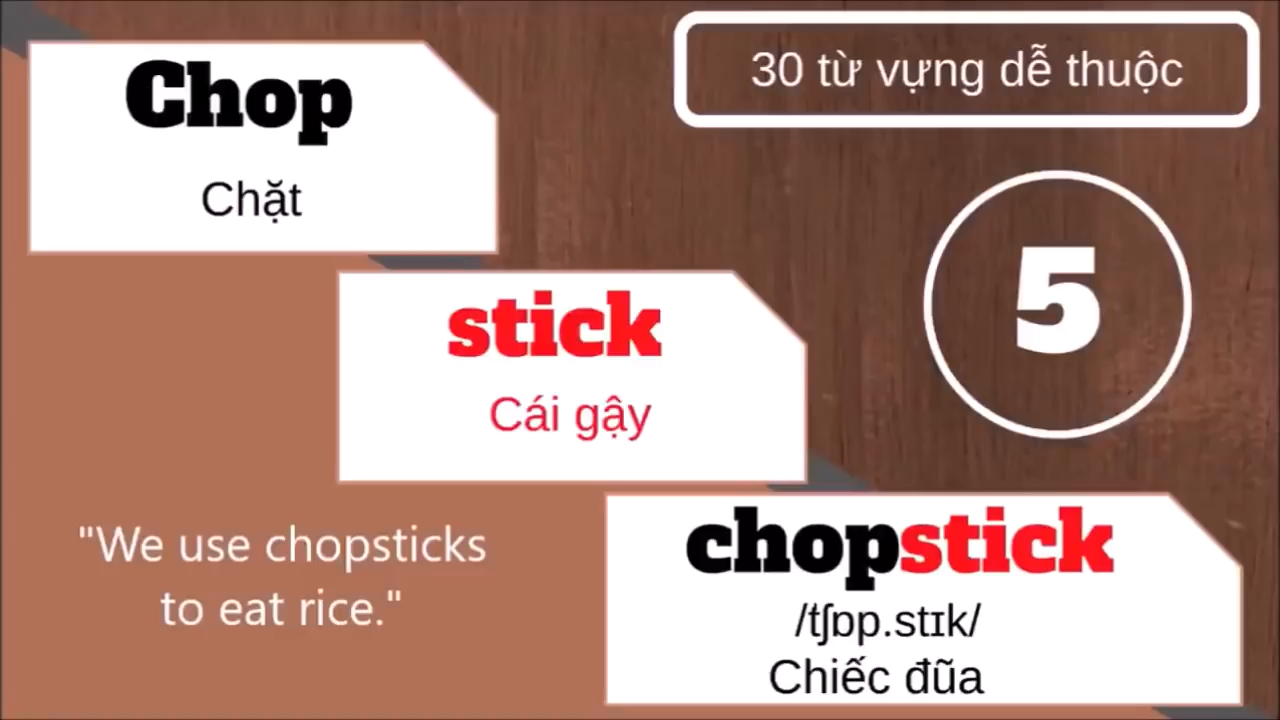 Chop
Chặt
30 từ vựng dễ thuộc
5
stick
Cái gậy
"We use chopsticks
to eat rice."
chopstick
/tʃɒp.stɪk/
Chiếc đũa